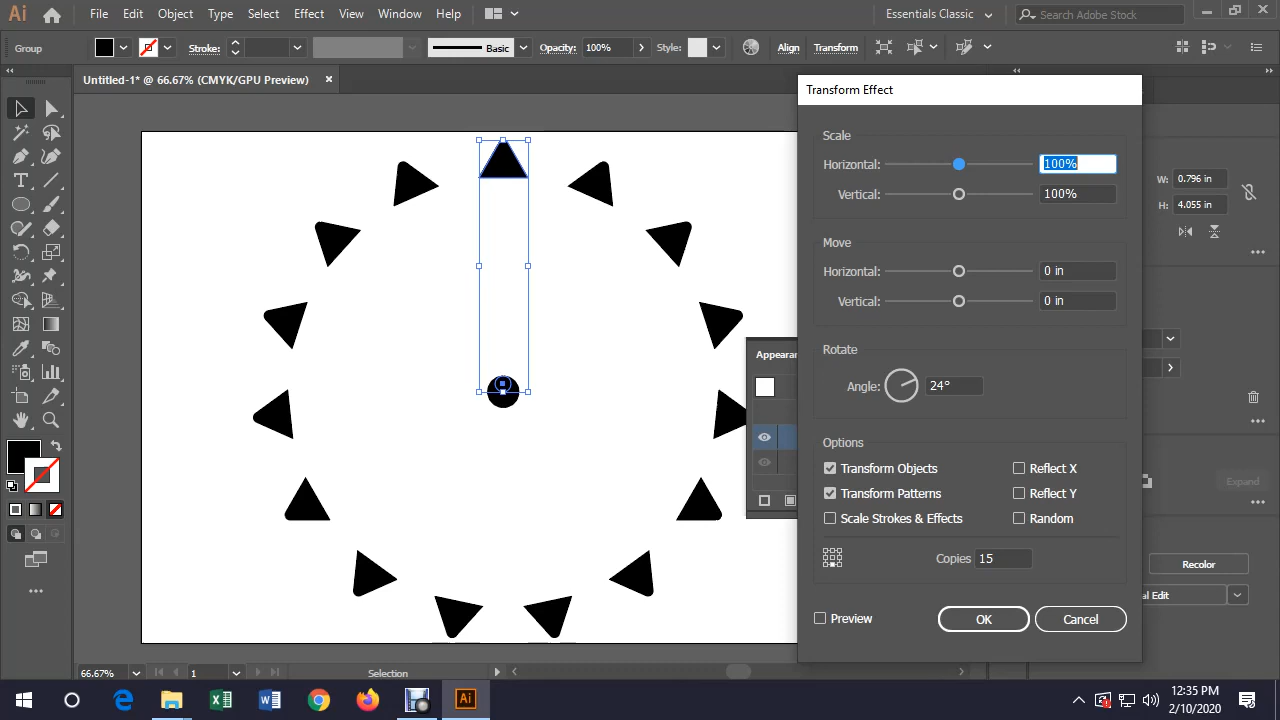 Ai File Edit Object Type Select Effect View Window Help Essentials Classic Search Adobe Stock
Group Stroke: Basic Opacity: 100% Style: Align Transform
Untitled-1* @ 66.67% (CMYK/GPU Preview) ×
Transform Effect
Scale
Horizontal: 100%
Vertical: 100%
Move
Horizontal: 0 in
Vertical: 0 in
Rotate
Angle: 24°
Options
Transform Objects Reflect X
Transform Patterns Reflect Y
Scale Strokes & Effects Random
Copies 15
Preview OK Cancel
W: 0.796 in
H: 4.055 in
Appearan
Expand
Recolor
al Edit
66.67% 1 Selection
12:35 PM
2/10/2020